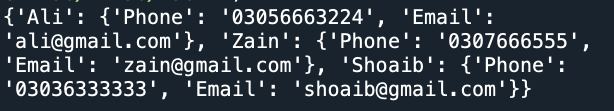 {'Ali': {'Phone': '03056663224', 'Email':
'ali@gmail.com'}, 'Zain': {'Phone': '0307666555',
'Email': 'zain@gmail.com'}, 'Shoaib': {'Phone':
'03036333333', 'Email': 'shoaib@gmail.com'}}